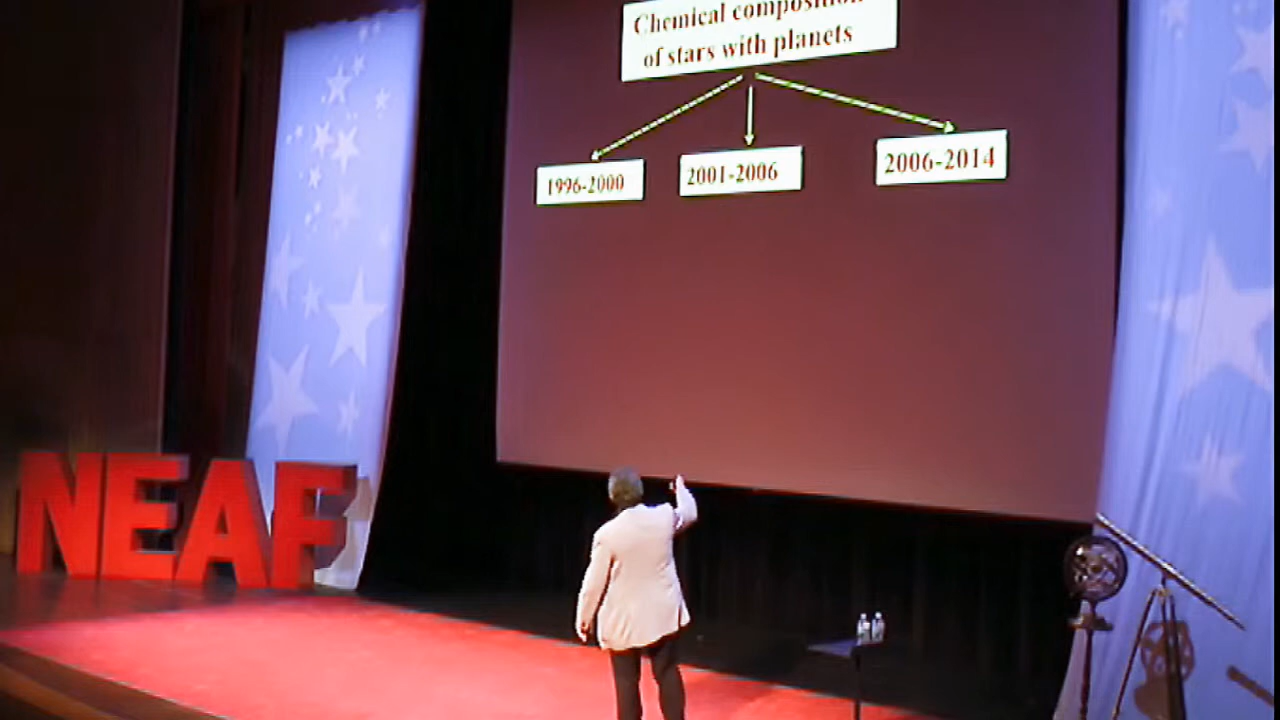 Chemical composition
of stars with planets
1996-2000
2001-2006
2006-2014
NEAF